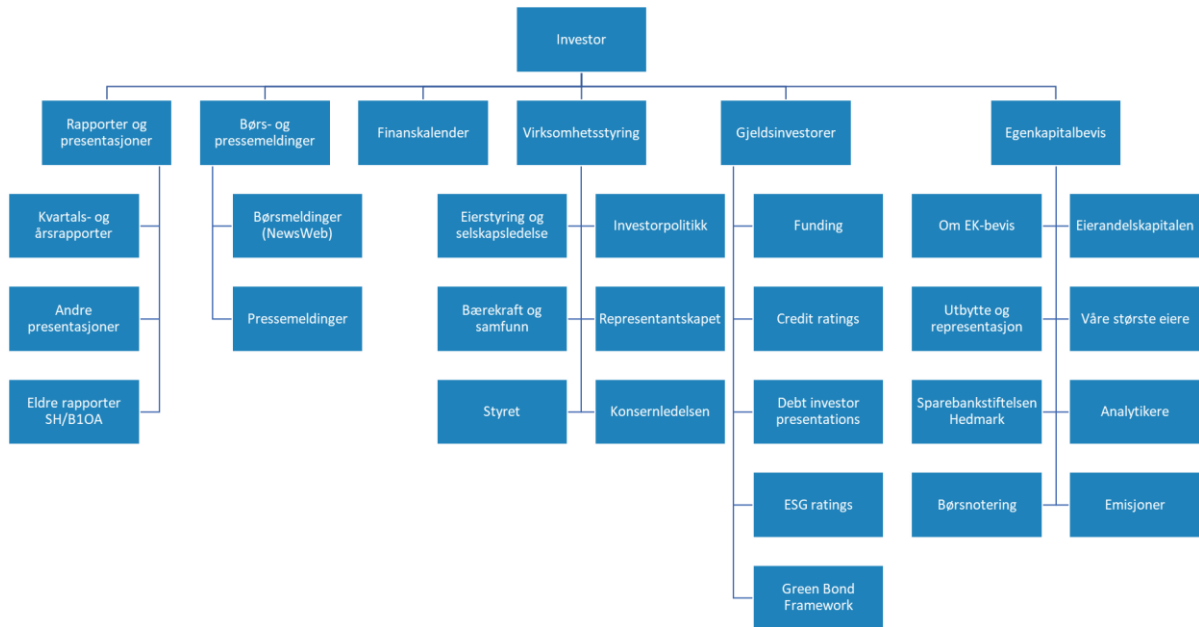 Investor
Rapporter og
presentasjoner
Børs- og
pressemeldinger
Finanskalender
Virksomhetsstyring
Gjeldsinvestorer
Egenkapitalbevis
Kvartals- og
årsrapporter
Børsmeldinger
(NewsWeb)
Eierstyring og
selskapsledelse
Investorpolitikk
Funding
Om EK-bevis
Eierandelskapitalen
Andre
presentasjoner
Pressemeldinger
Bærekraft og
samfunn
Representantskapet
Credit ratings
Utbytte og
representasjon
Våre største eiere
Eldre rapporter
SH/B1OA
Styret
Konsernledelsen
Debt investor
presentations
Sparebankstiftelsen
Hedmark
Analytikere
ESG ratings
Børsnotering
Emisjoner
Green Bond
Framework